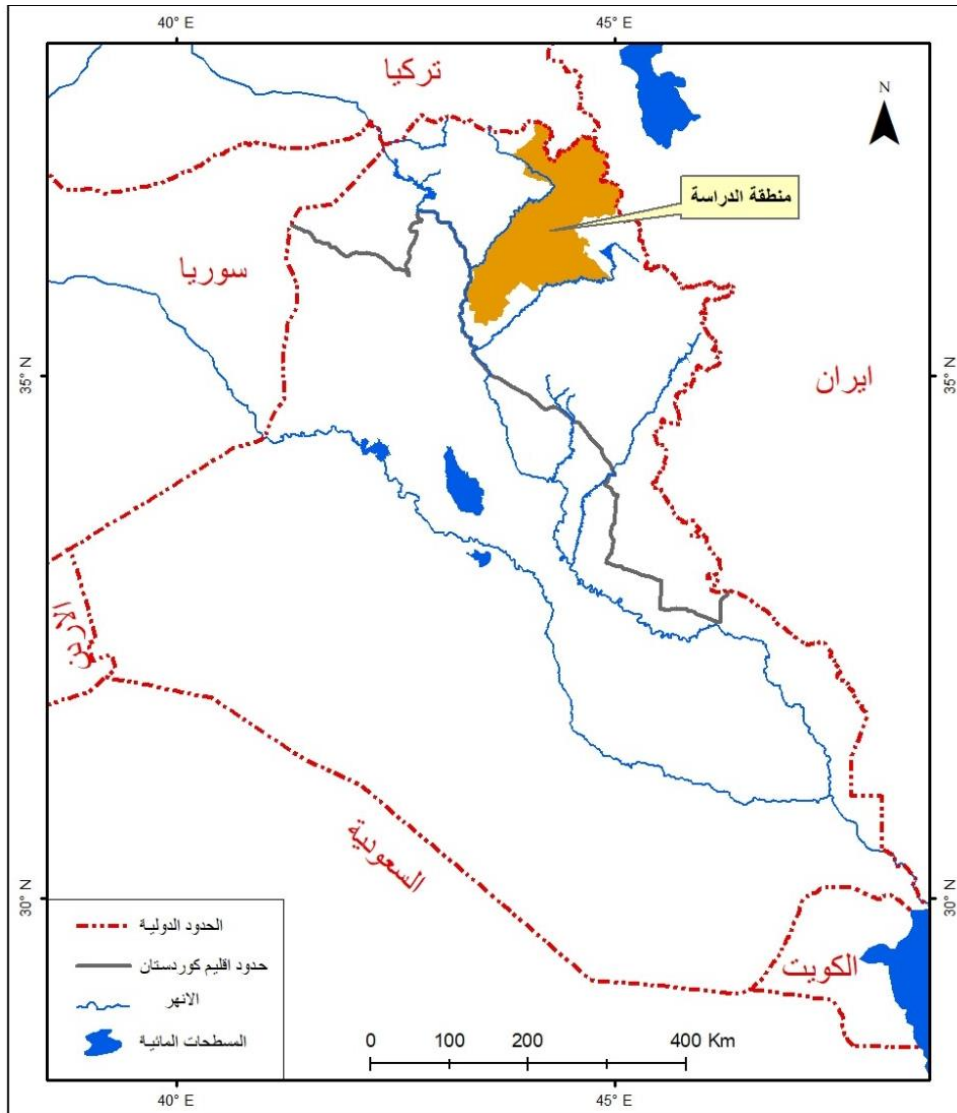 40° E
45° E
تركيا
N
منطقة الدراسة
سوريا
35° N
35° N
ايران
الاردن
السعودية
30° N
30° N
الكويت
الحدود الدولية
حدود اقليم كوردستان
الانهر
المسطحات المائية
0 100 200 400 Km
40° E
45° E